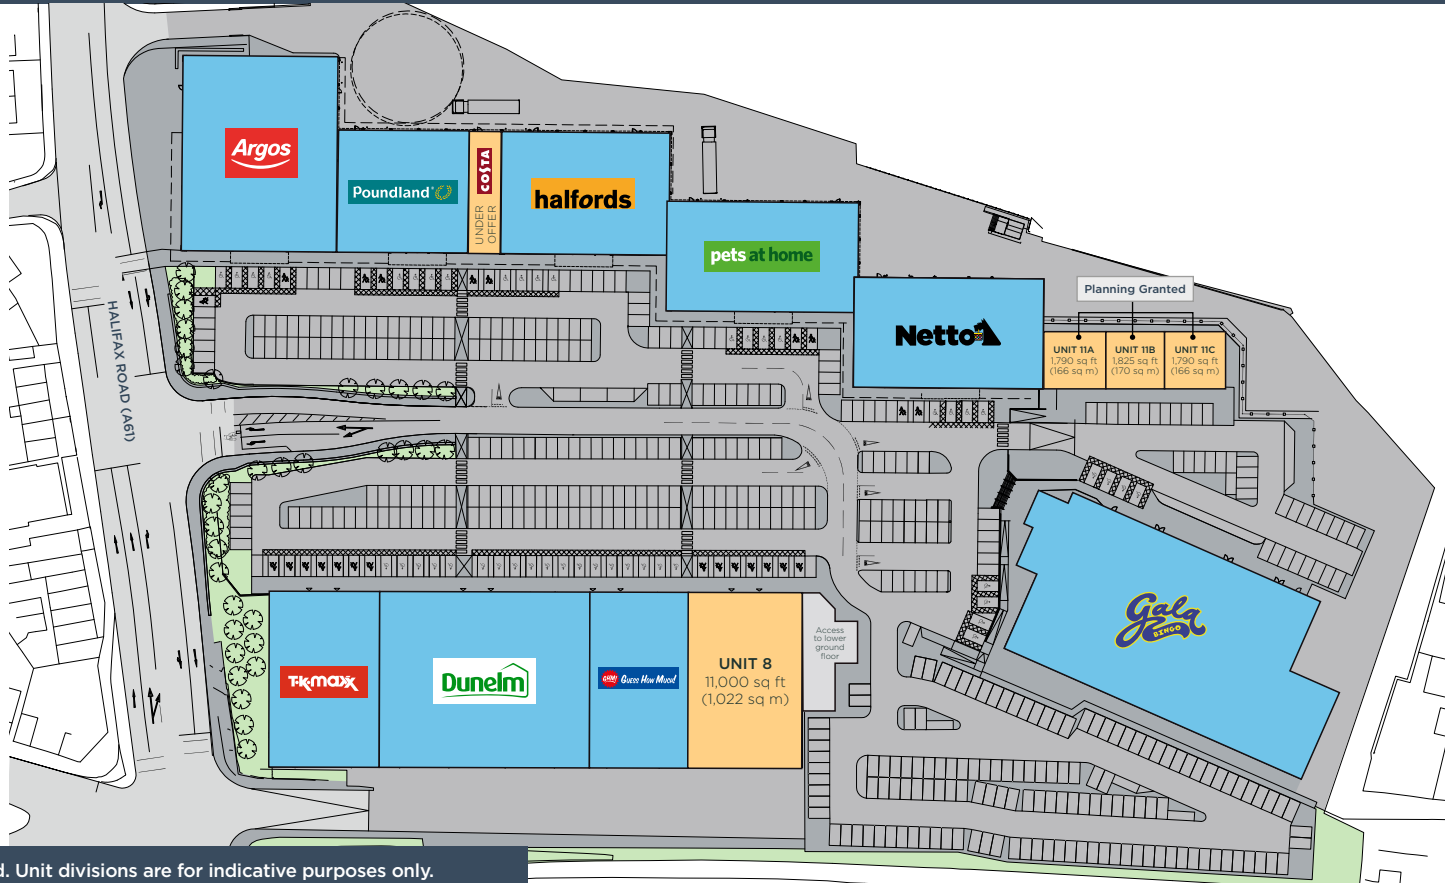 Argos
Poundland
COSTA
UNDER
OFFER
halfords
pets at home
Netto
Planning Granted
UNIT 11A
1,790 sq ft
(166 sq m)
UNIT 11B
1,825 sq ft
(170 sq m)
UNIT 11C
1,790 sq ft
(166 sq m)
HALIFAX ROAD (A61)
T·K·maxx
Dunelm
GHM! Guess How Much!
UNIT 8
11,000 sq ft
(1,022 sq m)
Access
to lower
ground
floor
Gala
BINGO
d. Unit divisions are for indicative purposes only.